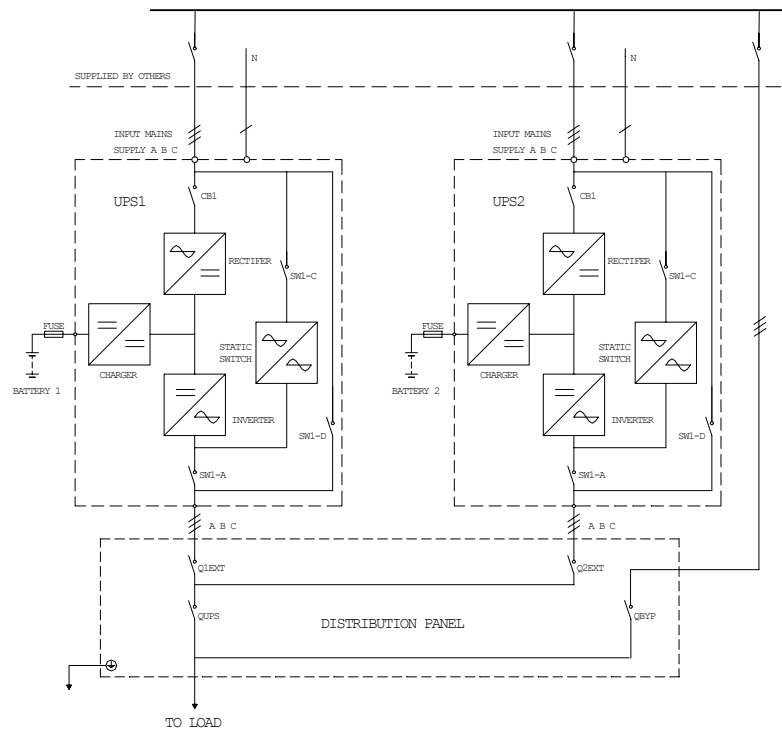 N
N
SUPPLIED BY OTHERS
INPUT MAINS
SUPPLY A B C
INPUT MAINS
SUPPLY A B C
UPS1
CB1
UPS2
CB1
RECTIFER
SW1-C
RECTIFER
SW1-C
FUSE
FUSE
STATIC
SWITCH
STATIC
SWITCH
CHARGER
CHARGER
BATTERY 1
BATTERY 2
INVERTER
INVERTER
SW1-D
SW1-D
SW1-A
SW1-A
A B C
A B C
Q1EXT
Q2EXT
QUPS
QBYP
DISTRIBUTION PANEL
TO LOAD